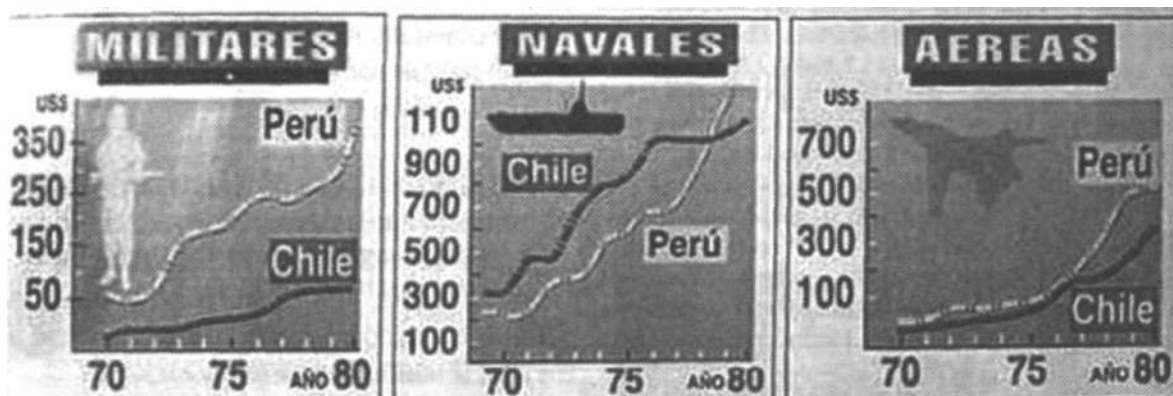 MILITARES
US$
350
250
150
50
Perú
Chile
70 75 AÑO 80
NAVALES
US$
110
900
700
500
300
100
Chile
Perú
70 75 AÑO 80
AEREAS
US$
700
500
300
100
Perú
Chile
70 75 AÑO 80